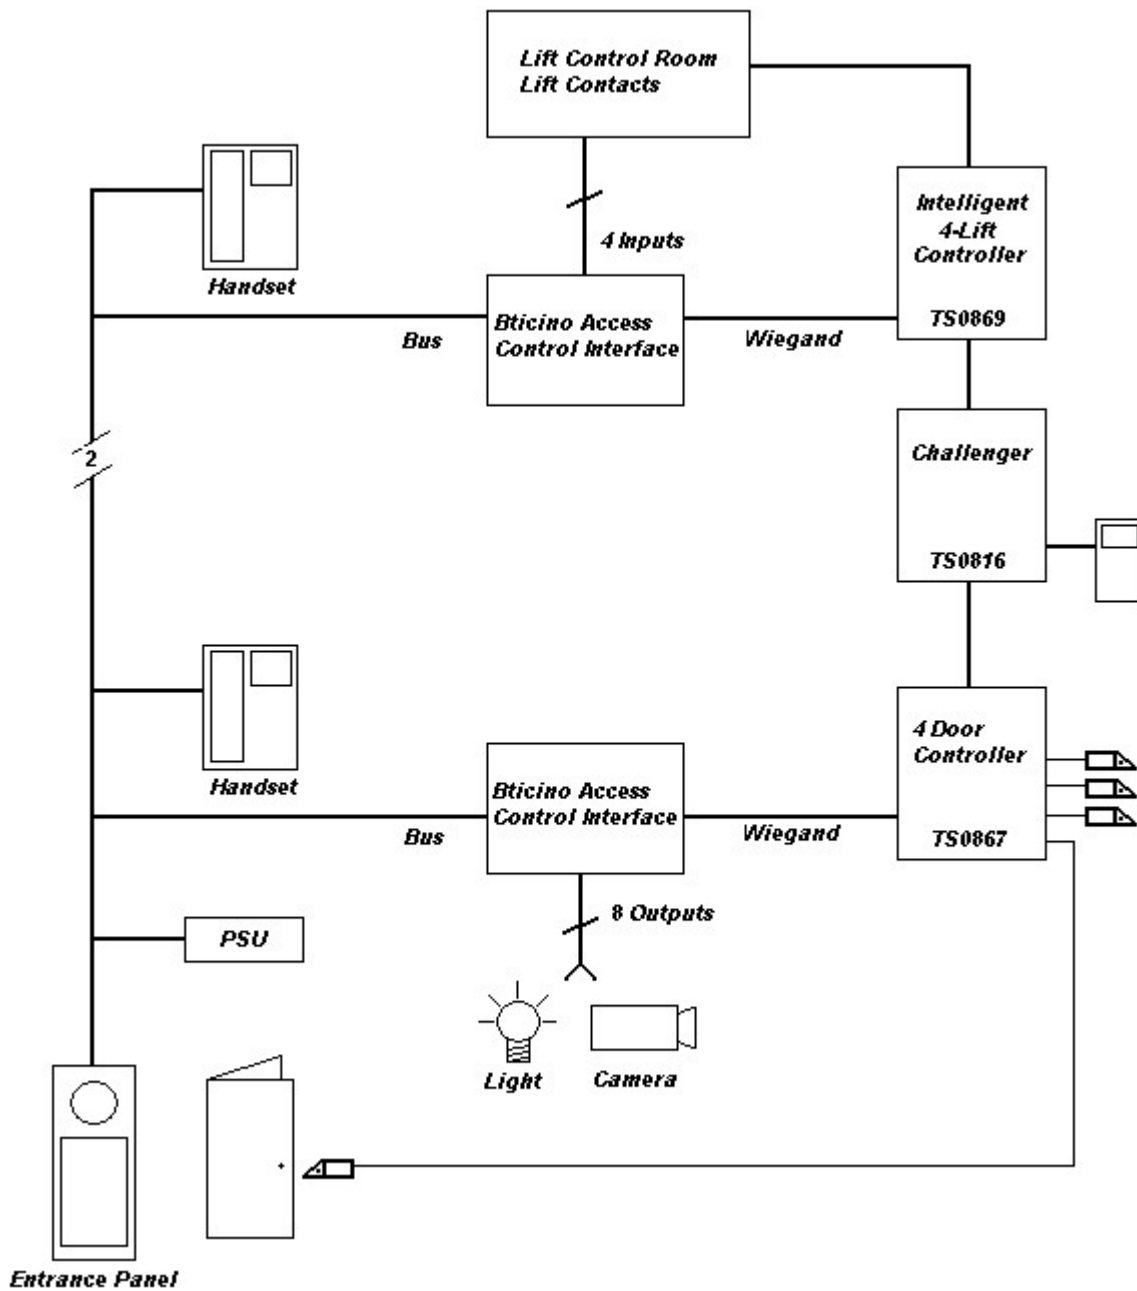 Lift Control Room
Lift Contacts
Intelligent
4-Lift
Controller
TS0869
4 Inputs
Handset
Bticino Access
Control Interface
Bus
Wiegand
2
Challenger
TS0816
Handset
4 Door
Controller
TS0867
Bticino Access
Control Interface
Bus
Wiegand
8 Outputs
PSU
Light
Camera
Entrance Panel